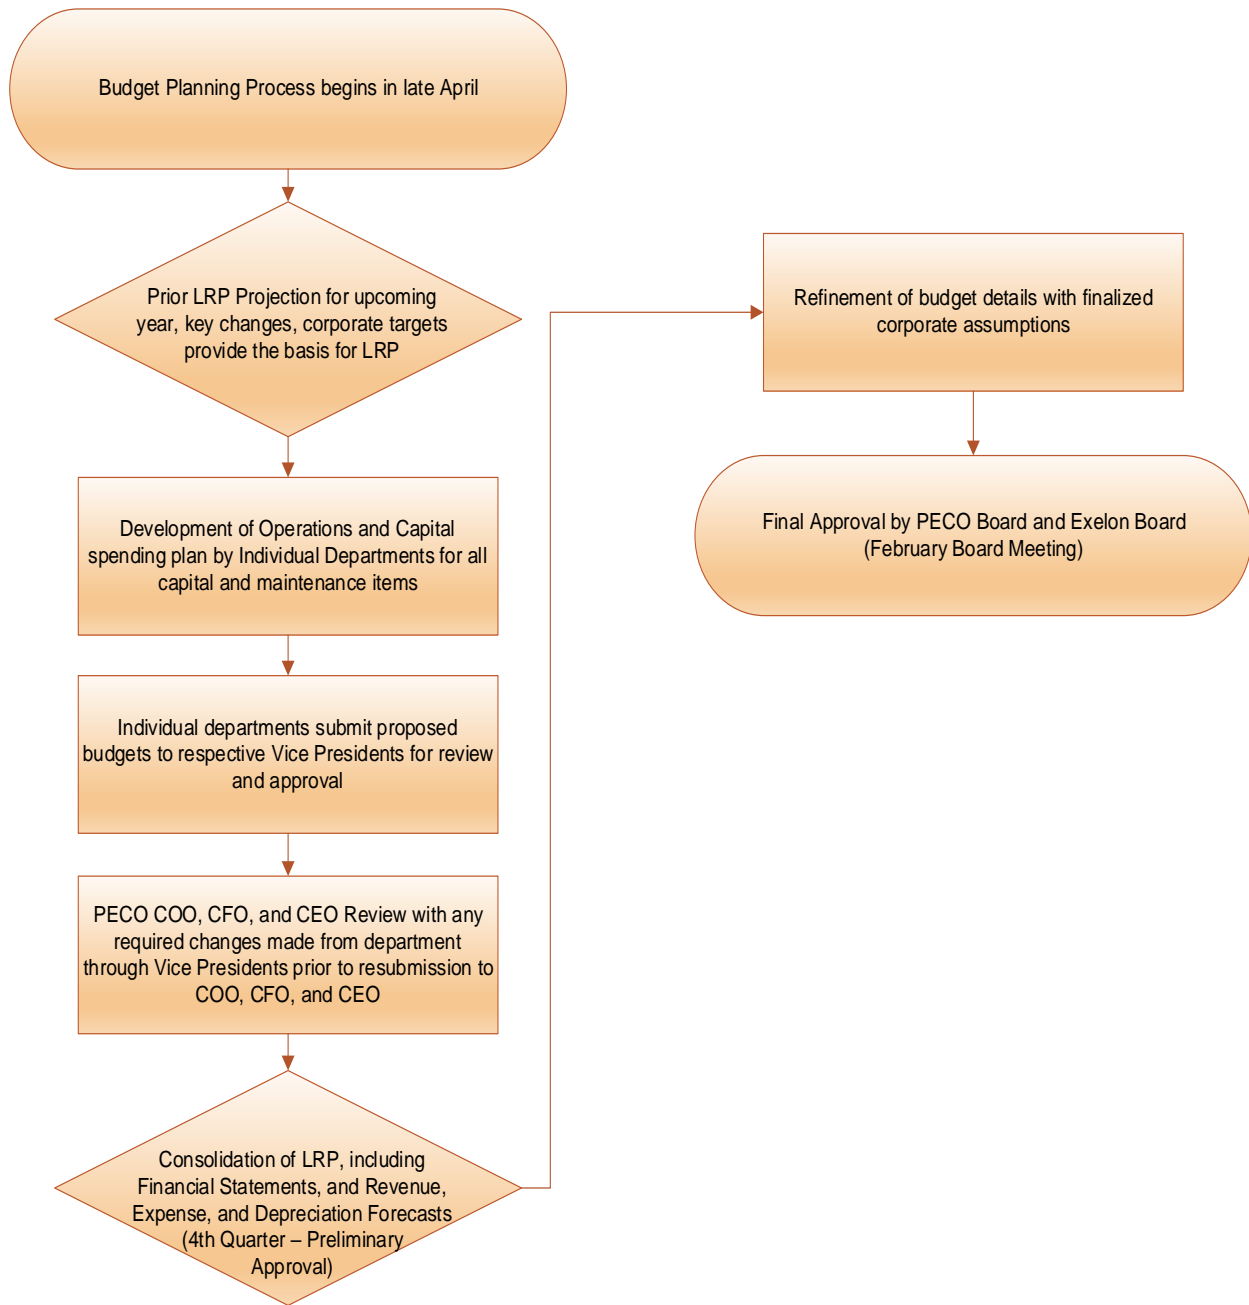 Budget Planning Process begins in late April
Prior LRP Projection for upcoming
year, key changes, corporate targets
provide the basis for LRP
Development of Operations and Capital
spending plan by Individual Departments for all
capital and maintenance items
Individual departments submit proposed
budgets to respective Vice Presidents for review
and approval
PECO COO, CFO, and CEO Review with any
required changes made from department
through Vice Presidents prior to resubmission to
COO, CFO, and CEO
Consolidation of LRP, including
Financial Statements, and Revenue,
Expense, and Depreciation Forecasts
(4th Quarter – Preliminary
Approval)
Refinement of budget details with finalized
corporate assumptions
Final Approval by PECO Board and Exelon Board
(February Board Meeting)